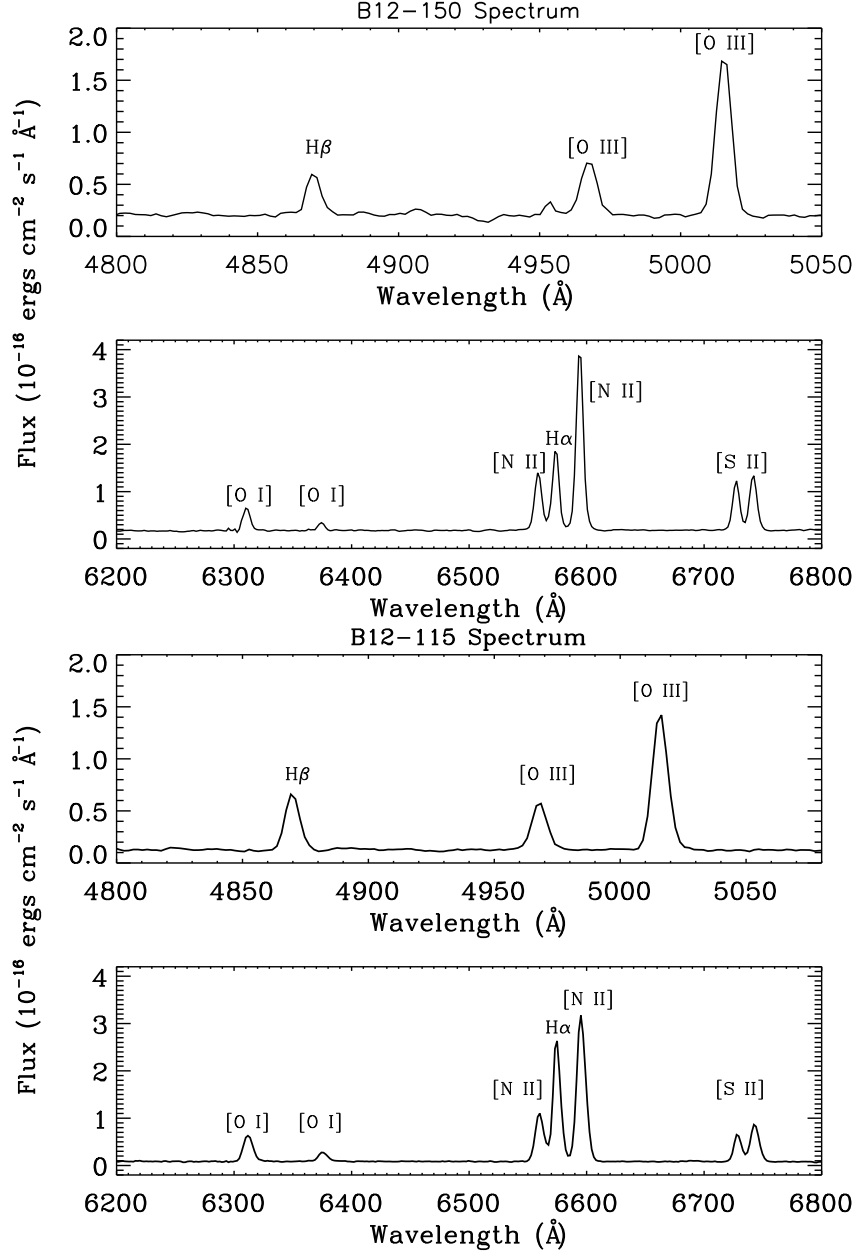 B12−150 Spectrum
2.0
1.5
1.0
0.5
0.0
Hβ
[O III]
[O III]
4800 4850 4900 4950 5000 5050
Wavelength (Å)
Flux (10⁻¹⁶ ergs cm⁻² s⁻¹ Å⁻¹)
4
3
2
1
0
[O I]
[O I]
[N II]
Hα
[N II]
[S II]
6200 6300 6400 6500 6600 6700 6800
Wavelength (Å)
B12−115 Spectrum
2.0
1.5
1.0
0.5
0.0
Hβ
[O III]
[O III]
4800 4850 4900 4950 5000 5050
Wavelength (Å)
Flux (10⁻¹⁶ ergs cm⁻² s⁻¹ Å⁻¹)
4
3
2
1
0
[O I]
[O I]
[N II]
Hα
[N II]
[S II]
6200 6300 6400 6500 6600 6700 6800
Wavelength (Å)